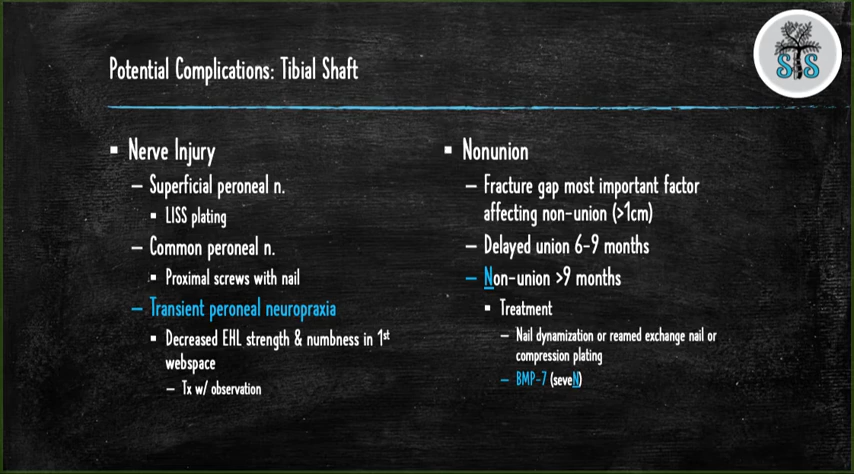 STS
Potential Complications: Tibial Shaft
▪ Nerve Injury
– Superficial peroneal n.
▪ LISS plating
– Common peroneal n.
▪ Proximal screws with nail
– Transient peroneal neuropraxia
▪ Decreased EHL strength & numbness in 1st
webspace
– Tx w/ observation
▪ Nonunion
– Fracture gap most important factor
affecting non-union (>1cm)
– Delayed union 6-9 months
– Non-union >9 months
▪ Treatment
– Nail dynamization or reamed exchange nail or
compression plating
– BMP-7 (seveN)